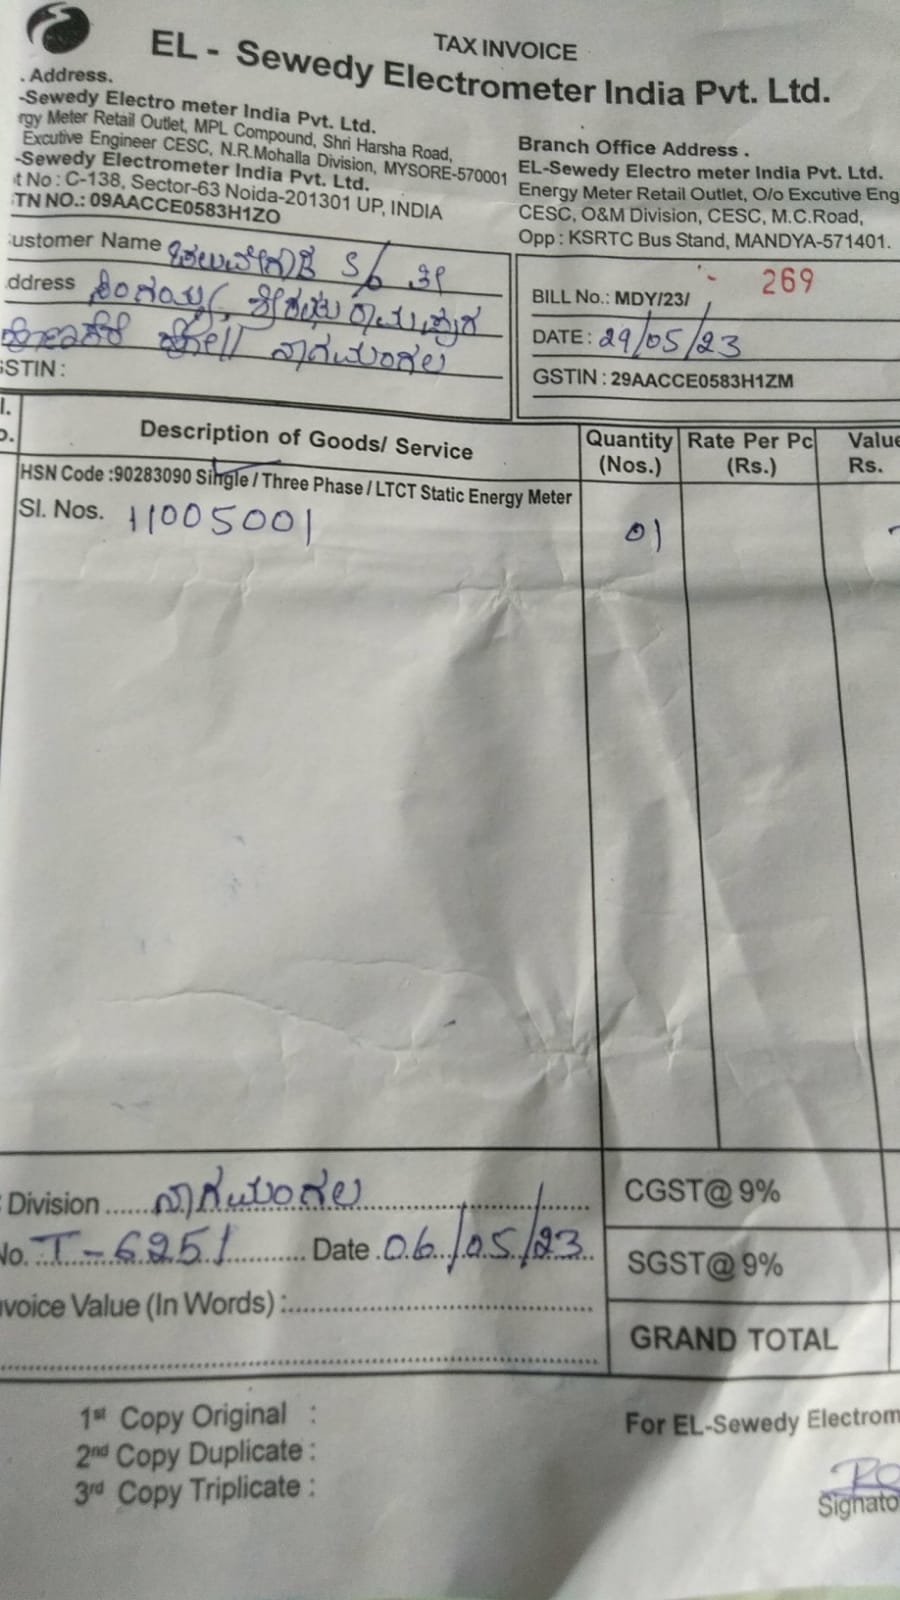 TAX INVOICE
EL - Sewedy Electrometer India Pvt. Ltd.
. Address.
-Sewedy Electro meter India Pvt. Ltd.
rgy Meter Retail Outlet, MPL Compound, Shri Harsha Road,
Excutive Engineer CESC, N.R.Mohalla Division, MYSORE-570001
-Sewedy Electrometer India Pvt. Ltd.
t No : C-138, Sector-63 Noida-201301 UP, INDIA
TN NO.: 09AACCE0583H1ZO
Branch Office Address .
EL-Sewedy Electro meter India Pvt. Ltd.
Energy Meter Retail Outlet, O/o Excutive Eng
CESC, O&M Division, CESC, M.C.Road,
Opp : KSRTC Bus Stand, MANDYA-571401.
ustomer Name S/o
ddress
ನಾಗಮಂಗಲ
GSTIN :
BILL No.: MDY/23/ 269
DATE : 29/05/23
GSTIN : 29AACCE0583H1ZM
l. o. Description of Goods/ Service Quantity (Nos.) Rate Per Pc (Rs.) Value Rs.
HSN Code :90283090 Single / Three Phase / LTCT Static Energy Meter
Sl. Nos. 11005001 01
Division ...... ನಾಗಮಂಗಲ
No. T-6251 ........... Date 06/05/23
nvoice Value (In Words) :
CGST@ 9%
SGST@ 9%
GRAND TOTAL
1st Copy Original :
2nd Copy Duplicate :
3rd Copy Triplicate :
For EL-Sewedy Electrom
Signato